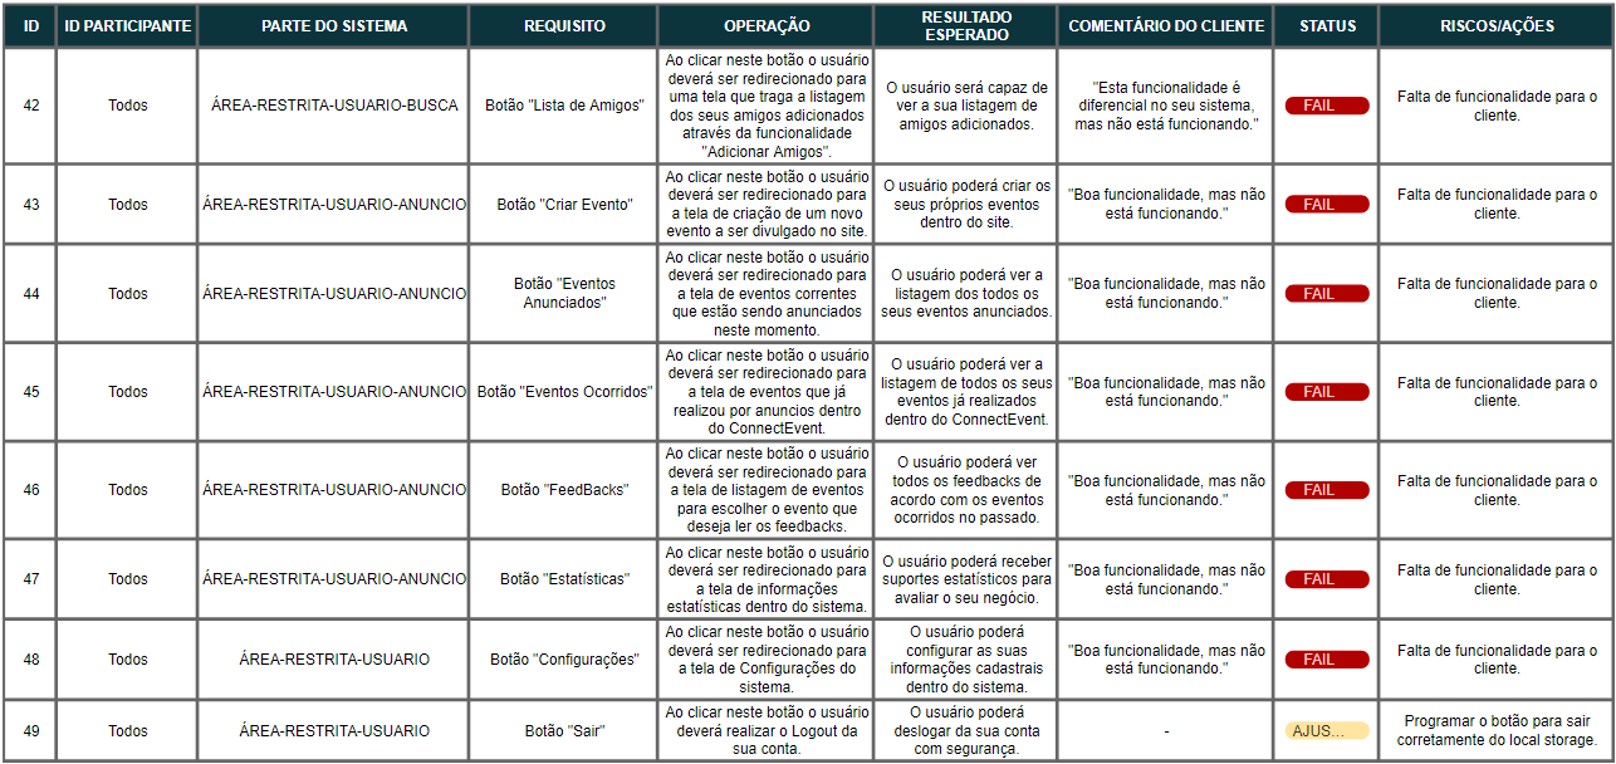 ID
ID PARTICIPANTE
PARTE DO SISTEMA
REQUISITO
OPERAÇÃO
RESULTADO
ESPERADO
COMENTÁRIO DO CLIENTE
STATUS
RISCOS/AÇÕES
42
Todos
ÁREA-RESTRITA-USUARIO-BUSCA
Botão "Lista de Amigos"
Ao clicar neste botão o usuário
deverá ser redirecionado para
uma tela que traga a listagem
dos seus amigos adicionados
através da funcionalidade
"Adicionar Amigos".
O usuário será capaz de
ver a sua listagem de
amigos adicionados.
"Esta funcionalidade é
diferencial no seu sistema,
mas não está funcionando."
FAIL
Falta de funcionalidade para o
cliente.
43
Todos
ÁREA-RESTRITA-USUARIO-ANUNCIO
Botão "Criar Evento"
Ao clicar neste botão o usuário
deverá ser redirecionado para
a tela de criação de um novo
evento a ser divulgado no site.
O usuário poderá criar os
seus próprios eventos
dentro do site.
"Boa funcionalidade, mas não
está funcionando."
FAIL
Falta de funcionalidade para o
cliente.
44
Todos
ÁREA-RESTRITA-USUARIO-ANUNCIO
Botão "Eventos
Anunciados"
Ao clicar neste botão o usuário
deverá ser redirecionado para
a tela de eventos correntes
que estão sendo anunciados
neste momento.
O usuário poderá ver a
listagem dos todos os
seus eventos anunciados.
"Boa funcionalidade, mas não
está funcionando."
FAIL
Falta de funcionalidade para o
cliente.
45
Todos
ÁREA-RESTRITA-USUARIO-ANUNCIO
Botão "Eventos Ocorridos"
Ao clicar neste botão o usuário
deverá ser redirecionado para
a tela de eventos que já
realizou por anuncios dentro
do ConnectEvent.
O usuário poderá ver a
listagem de todos os seus
eventos já realizados
dentro do ConnectEvent.
"Boa funcionalidade, mas não
está funcionando."
FAIL
Falta de funcionalidade para o
cliente.
46
Todos
ÁREA-RESTRITA-USUARIO-ANUNCIO
Botão "FeedBacks"
Ao clicar neste botão o usuário
deverá ser redirecionado para
a tela de listagem de eventos
para escolher o evento que
deseja ler os feedbacks.
O usuário poderá ver
todos os feedbacks de
acordo com os eventos
ocorridos no passado.
"Boa funcionalidade, mas não
está funcionando."
FAIL
Falta de funcionalidade para o
cliente.
47
Todos
ÁREA-RESTRITA-USUARIO-ANUNCIO
Botão "Estatísticas"
Ao clicar neste botão o usuário
deverá ser redirecionado para
a tela de informações
estatísticas dentro do sistema.
O usuário poderá receber
suportes estatísticos para
avaliar o seu negócio.
"Boa funcionalidade, mas não
está funcionando."
FAIL
Falta de funcionalidade para o
cliente.
48
Todos
ÁREA-RESTRITA-USUARIO
Botão "Configurações"
Ao clicar neste botão o usuário
deverá ser redirecionado para
a tela de Configurações do
sistema.
O usuário poderá
configurar as suas
informações cadastrais
dentro do sistema.
"Boa funcionalidade, mas não
está funcionando."
FAIL
Falta de funcionalidade para o
cliente.
49
Todos
ÁREA-RESTRITA-USUARIO
Botão "Sair"
Ao clicar neste botão o usuário
deverá realizar o Logout da
sua conta.
O usuário poderá
deslogar da sua conta
com segurança.
-
AJUS...
Programar o botão para sair
corretamente do local storage.